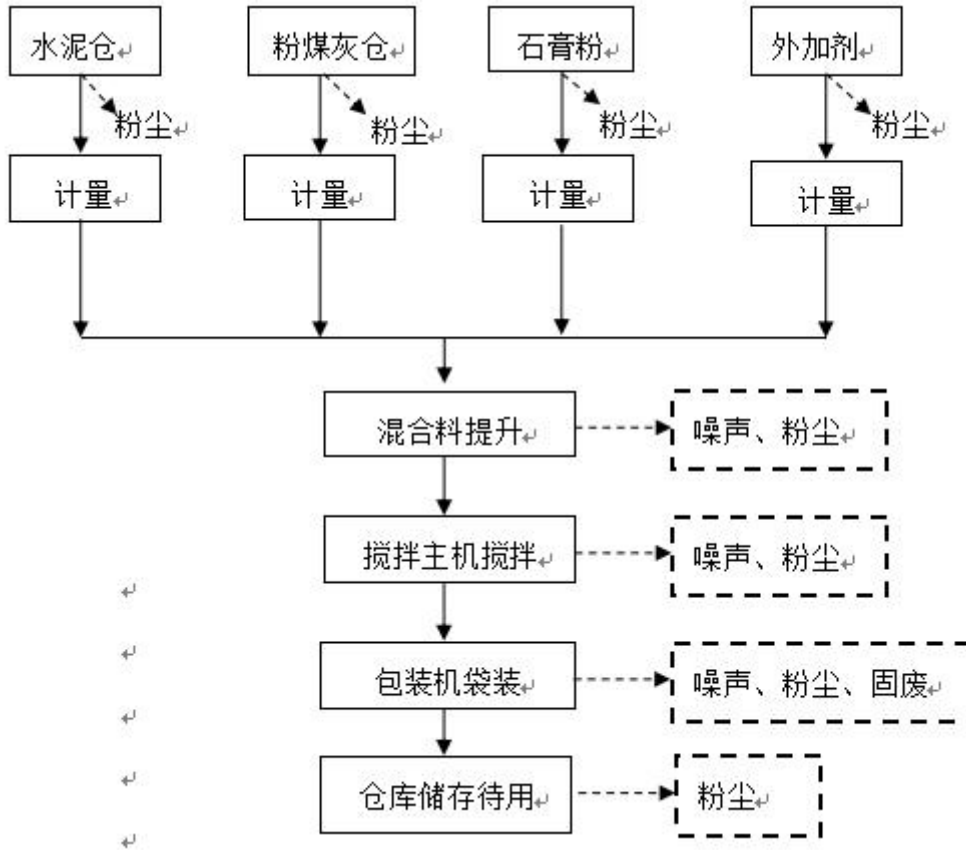 水泥仓 粉煤灰仓 石膏粉 外加剂
粉尘 粉尘 粉尘 粉尘
计量 计量 计量 计量
混合料提升 噪声、粉尘
搅拌主机搅拌 噪声、粉尘
包装机袋装 噪声、粉尘、固废
仓库储存待用 粉尘